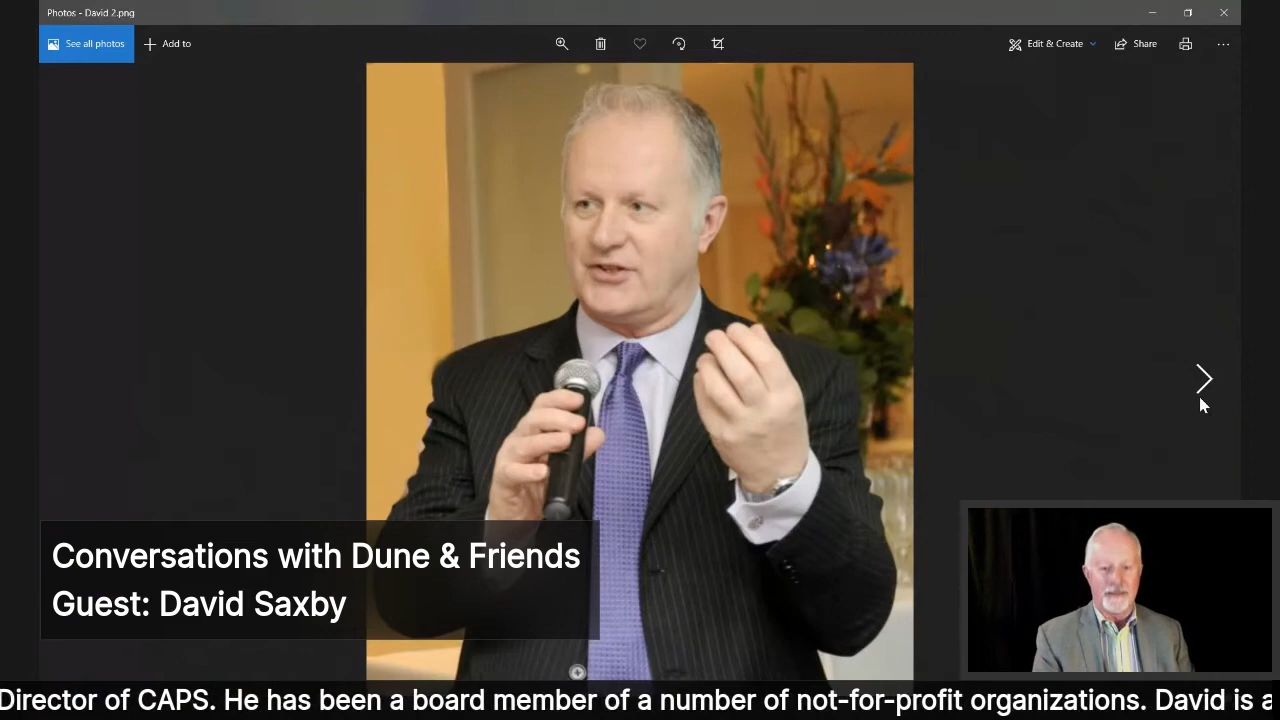 Photos - David 2.png
See all photos
Add to
Edit & Create
Share
Conversations with Dune & Friends
Guest: David Saxby
Director of CAPS. He has been a board member of a number of not-for-profit organizations. David is a